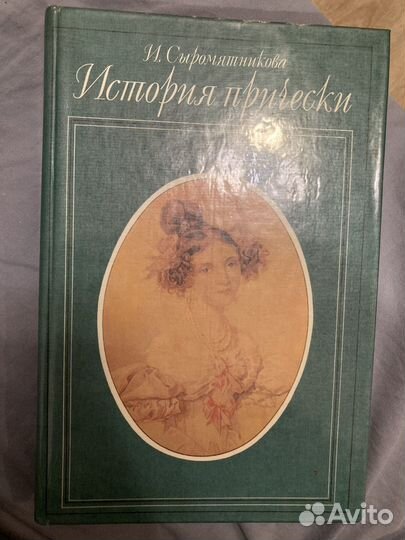 И. Сыромятникова
История прически
Avito